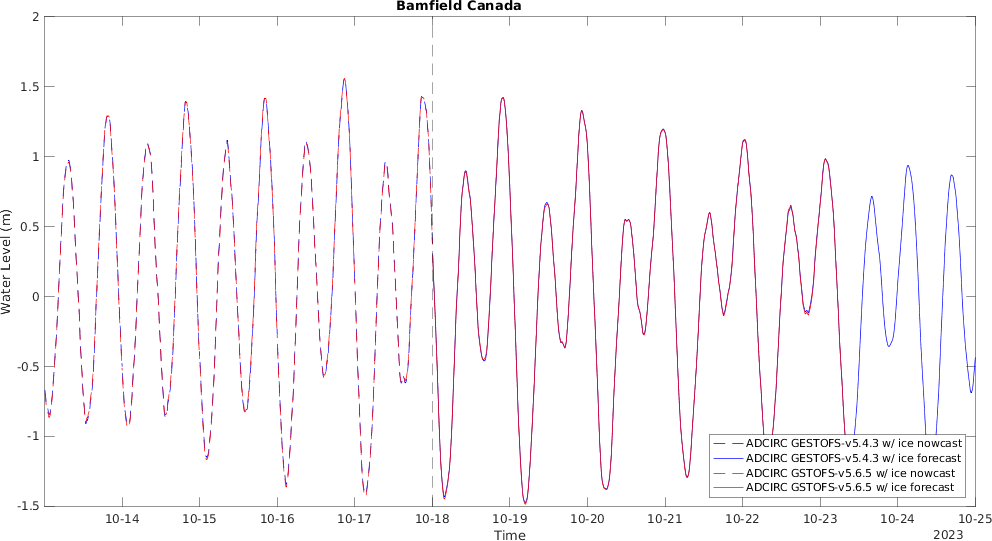 Bamfield Canada
2
1.5
1
0.5
0
-0.5
-1
-1.5
Water Level (m)
10-14 10-15 10-16 10-17 10-18 10-19 10-20 10-21 10-22 10-23 10-24 10-25
Time
2023
ADCIRC GESTOFS-v5.4.3 w/ ice nowcast
ADCIRC GESTOFS-v5.4.3 w/ ice forecast
ADCIRC GSTOFS-v5.6.5 w/ ice nowcast
ADCIRC GSTOFS-v5.6.5 w/ ice forecast